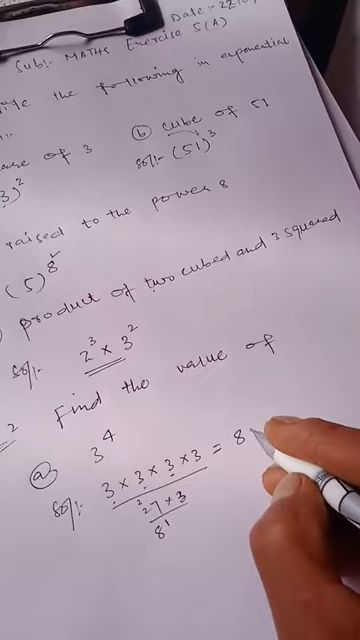 Date:-
Sub:- MATHS Exercise 5(A)
the following in exponential
of 3
(b) cube of 51
3)²
Sol:- (51)³
raised to the power 8
(5)⁸
product of two cubed and 3 squared
Sol:- 2³ × 3²
2 Find the value of
(a) 3⁴
Sol:- 3 × 3 × 3 × 3 = 8
27 × 3
81